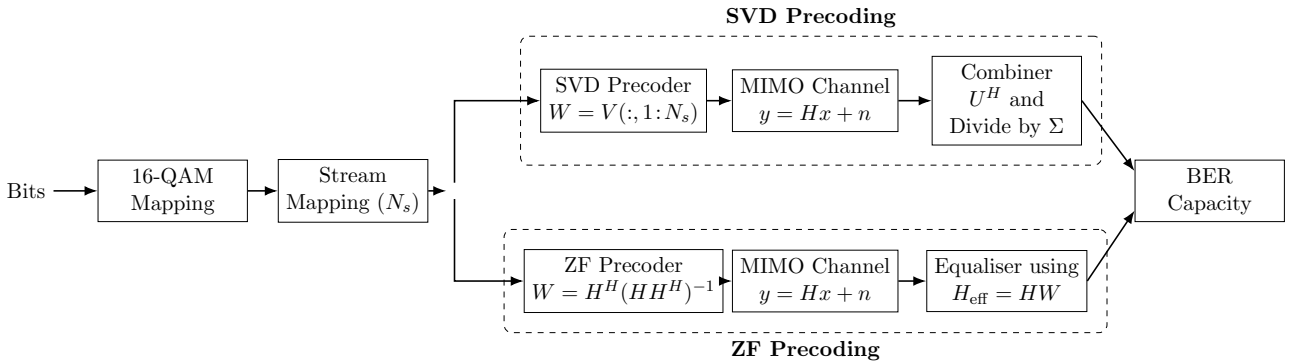 SVD Precoding
Bits
16-QAM
Mapping
Stream
Mapping (N_s)
SVD Precoder
W = V(:, 1: N_s)
MIMO Channel
y = Hx + n
Combiner
U^H and
Divide by Σ
ZF Precoder
W = H^H(HH^H)^{-1}
MIMO Channel
y = Hx + n
Equaliser using
H_eff = HW
BER
Capacity
ZF Precoding